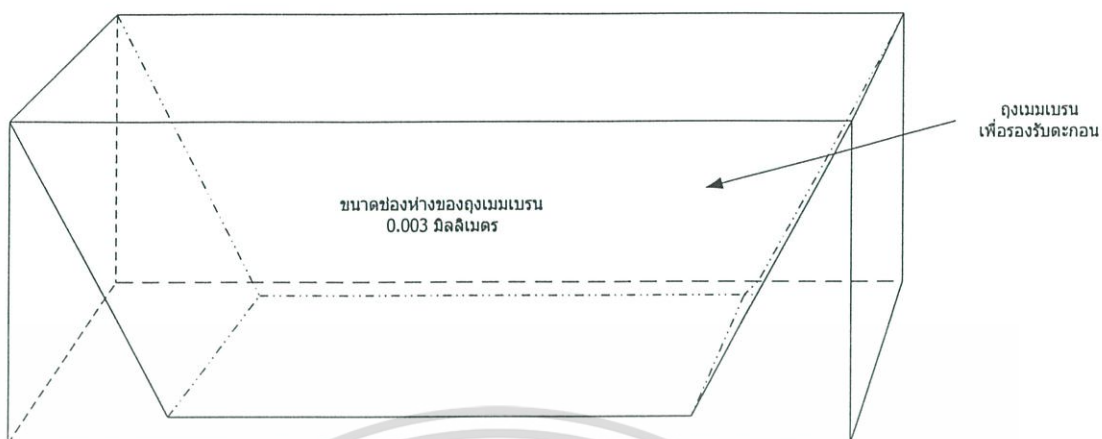 ถุงเมมเบรน
เพื่อรองรับตะกอน
ขนาดช่องห่างของถุงเมมเบรน
0.003 มิลลิเมตร